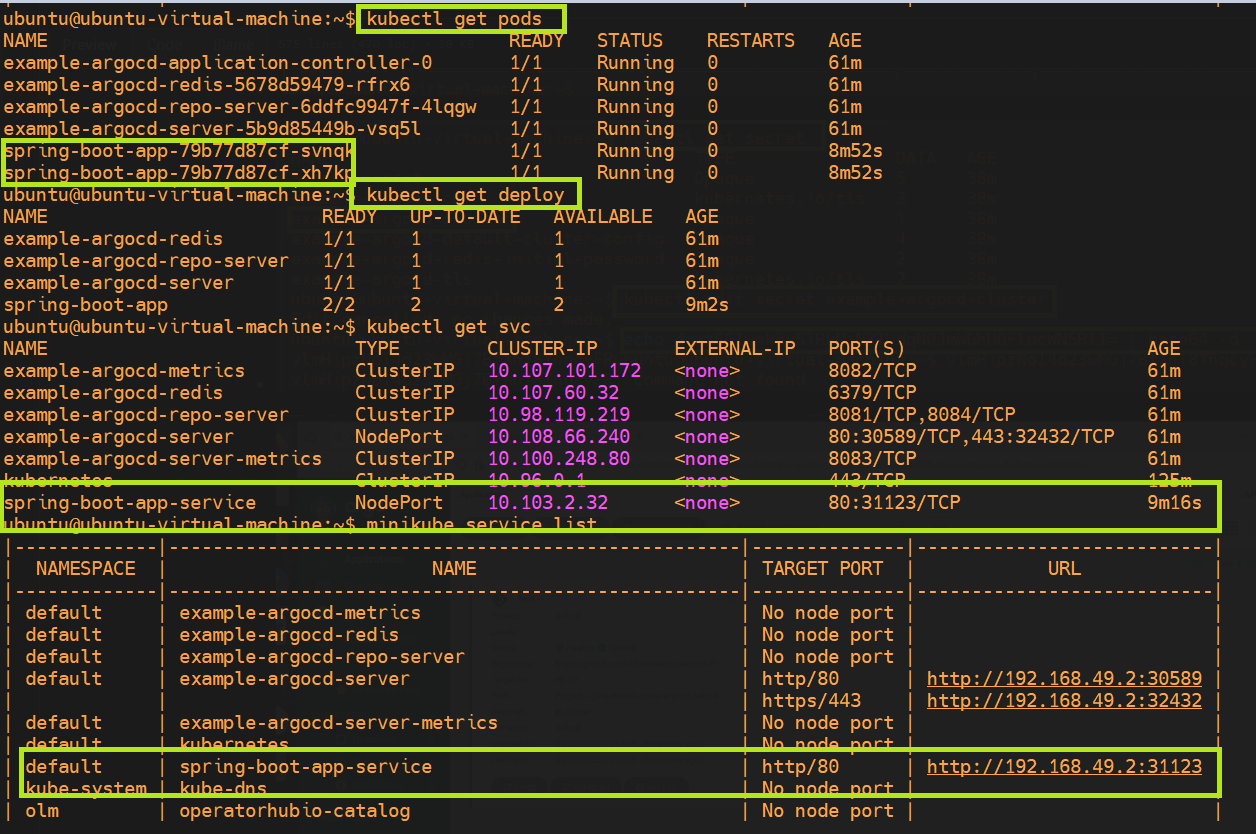 ubuntu@ubuntu-virtual-machine:~$ kubectl get pods
NAME READY STATUS RESTARTS AGE
example-argocd-application-controller-0 1/1 Running 0 61m
example-argocd-redis-5678d59479-rfrx6 1/1 Running 0 61m
example-argocd-repo-server-6ddfc9947f-4lqgw 1/1 Running 0 61m
example-argocd-server-5b9d85449b-vsq5l 1/1 Running 0 61m
spring-boot-app-79b77d87cf-svnqk 1/1 Running 0 8m52s
spring-boot-app-79b77d87cf-xh7kp 1/1 Running 0 8m52s
ubuntu@ubuntu-virtual-machine:~$ kubectl get deploy
NAME READY UP-TO-DATE AVAILABLE AGE
example-argocd-redis 1/1 1 1 61m
example-argocd-repo-server 1/1 1 1 61m
example-argocd-server 1/1 1 1 61m
spring-boot-app 2/2 2 2 9m2s
ubuntu@ubuntu-virtual-machine:~$ kubectl get svc
NAME TYPE CLUSTER-IP EXTERNAL-IP PORT(S) AGE
example-argocd-metrics ClusterIP 10.107.101.172 <none> 8082/TCP 61m
example-argocd-redis ClusterIP 10.107.60.32 <none> 6379/TCP 61m
example-argocd-repo-server ClusterIP 10.98.119.219 <none> 8081/TCP,8084/TCP 61m
example-argocd-server NodePort 10.108.66.240 <none> 80:30589/TCP,443:32432/TCP 61m
example-argocd-server-metrics ClusterIP 10.100.248.80 <none> 8083/TCP 61m
kubernetes ClusterIP 10.96.0.1 <none> 443/TCP 125m
spring-boot-app-service NodePort 10.103.2.32 <none> 80:31123/TCP 9m16s
ubuntu@ubuntu-virtual-machine:~$ minikube service list
| NAMESPACE | NAME | TARGET PORT | URL |
| default | example-argocd-metrics | No node port |
| default | example-argocd-redis | No node port |
| default | example-argocd-repo-server | No node port |
| default | example-argocd-server | http/80 | http://192.168.49.2:30589 |
| | | https/443 | http://192.168.49.2:32432 |
| default | example-argocd-server-metrics | No node port |
| default | kubernetes | No node port |
| default | spring-boot-app-service | http/80 | http://192.168.49.2:31123 |
| kube-system | kube-dns | No node port |
| olm | operatorhubio-catalog | No node port |